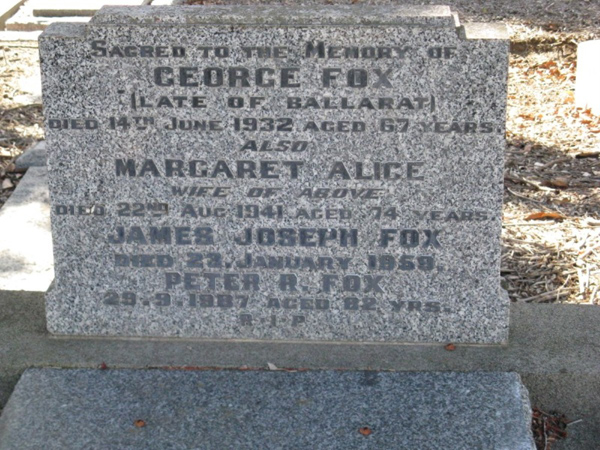 Sacred to the Memory of
GEORGE FOX
(LATE OF BALLARAT)
DIED 14TH JUNE 1932 AGED 67 YEARS.
ALSO
MARGARET ALICE
WIFE OF ABOVE
DIED 22ND AUG 1941 AGED 74 YEARS.
JAMES JOSEPH FOX
DIED 23. JANUARY 1959.
PETER R. FOX
29.9.1987 AGED 82 YRS.
R.I.P.